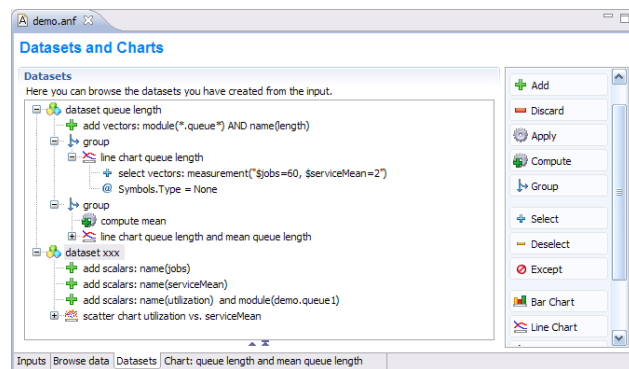 demo.anf
Datasets and Charts
Datasets
Here you can browse the datasets you have created from the input.
dataset queue length
add vectors: module(*.queue*) AND name(length)
group
line chart queue length
select vectors: measurement("$jobs=60, $serviceMean=2")
@ Symbols.Type = None
group
compute mean
line chart queue length and mean queue length
dataset xxx
add scalars: name(jobs)
add scalars: name(serviceMean)
add scalars: name(utilization) and module(demo.queue1)
scatter chart utilization vs. serviceMean
Add
Discard
Apply
Compute
Group
Select
Deselect
Except
Bar Chart
Line Chart
Inputs Browse data Datasets Chart: queue length and mean queue length